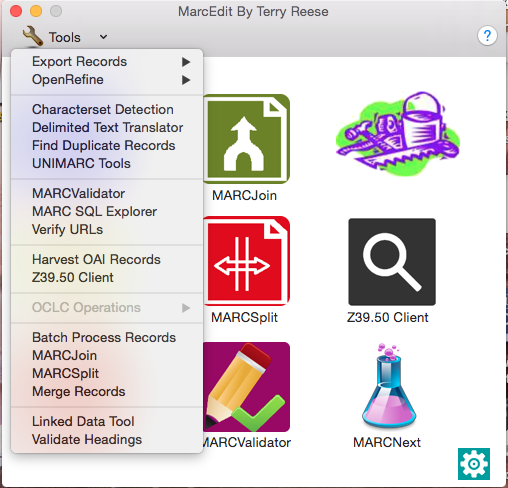 MarcEdit By Terry Reese
Tools
?
Export Records
OpenRefine
Characterset Detection
Delimited Text Translator
Find Duplicate Records
UNIMARC Tools
MARCValidator
MARC SQL Explorer
Verify URLs
Harvest OAI Records
Z39.50 Client
OCLC Operations
Batch Process Records
MARCJoin
MARCSplit
Merge Records
Linked Data Tool
Validate Headings
MARCJoin
MARCSplit
Z39.50 Client
MARCValidator
MARCNext